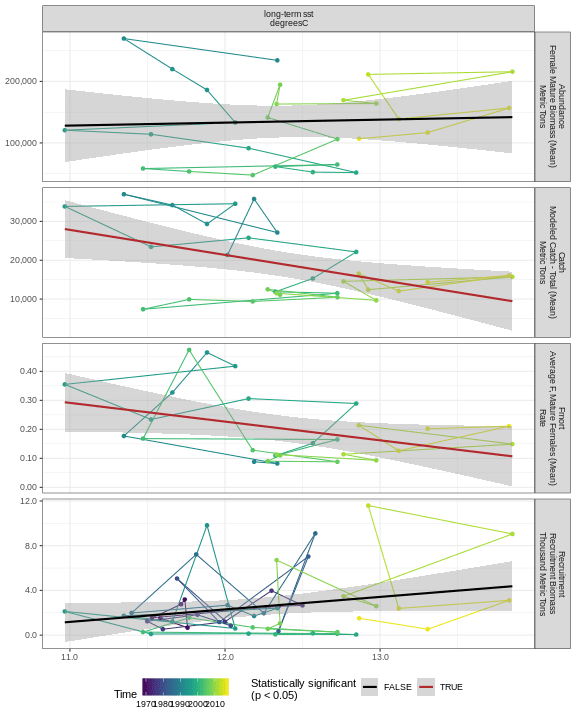 long-term sst
degreesC
200,000
100,000
Abundance
Female Mature Biomass (Mean)
Metric Tons
30,000
20,000
10,000
Catch
Modeled Catch - Total (Mean)
Metric Tons
0.40
0.30
0.20
0.10
0.00
Fmort
Average F Mature Females (Mean)
Rate
12.0
8.0
4.0
0.0
Recruitment
Recruitment Biomass
Thousand Metric Tons
11.0 12.0 13.0
Time
1970 1980 1990 2000 2010
Statistically significant
(p < 0.05)
FALSE
TRUE